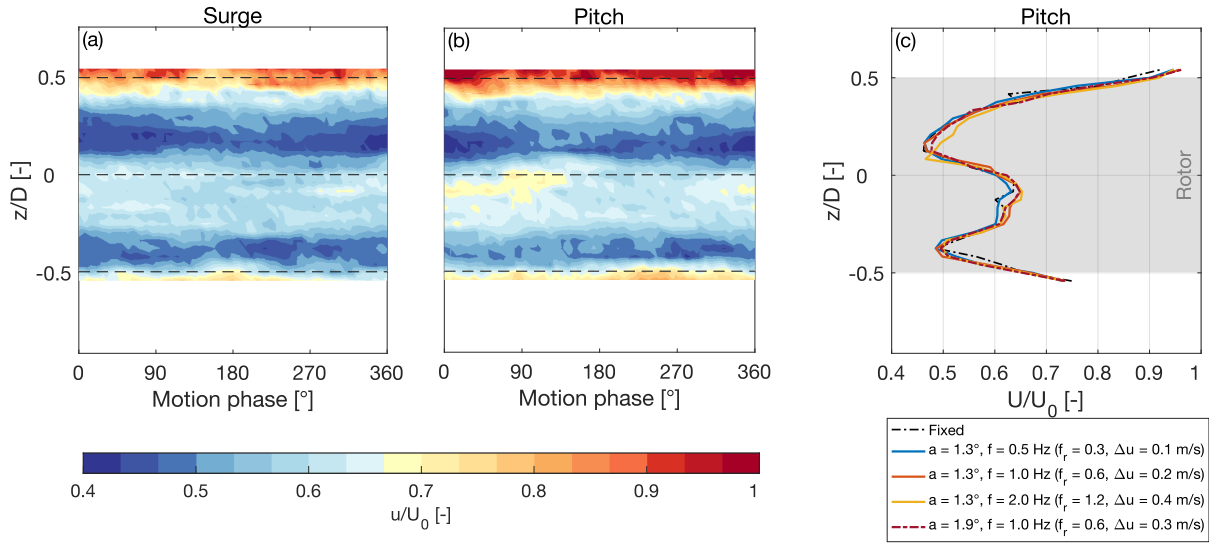 Surge
Pitch
Pitch
(a)
(b)
(c)
0.5
0
-0.5
z/D [-]
0 90 180 270 360
Motion phase [°]
0 90 180 270 360
Motion phase [°]
0.5
0
-0.5
z/D [-]
Rotor
0.4 0.5 0.6 0.7 0.8 0.9 1
U/U0 [-]
0.4 0.5 0.6 0.7 0.8 0.9 1
u/U0 [-]
Fixed
a = 1.3°, f = 0.5 Hz (fr = 0.3, Δu = 0.1 m/s)
a = 1.3°, f = 1.0 Hz (fr = 0.6, Δu = 0.2 m/s)
a = 1.3°, f = 2.0 Hz (fr = 1.2, Δu = 0.4 m/s)
a = 1.9°, f = 1.0 Hz (fr = 0.6, Δu = 0.3 m/s)